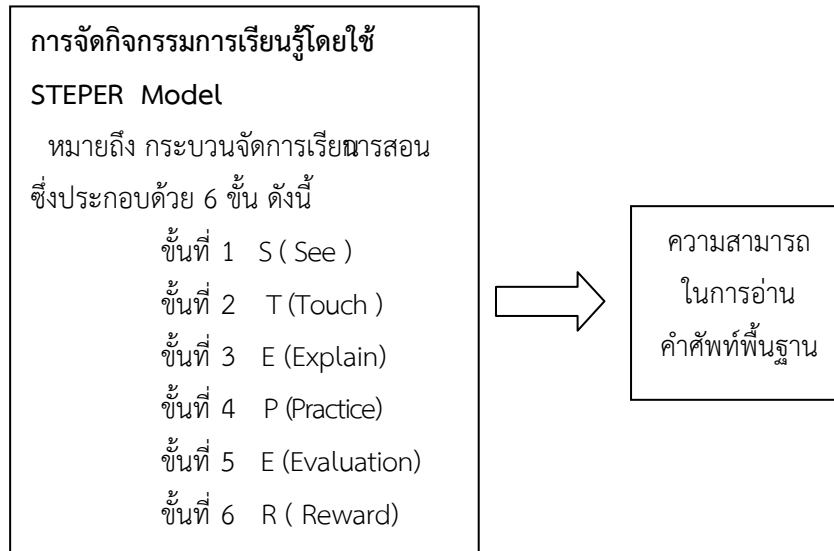 การจัดกิจกรรมการเรียนรู้โดยใช้
STEPER Model
หมายถึง กระบวนจัดการเรียนการสอน
ซึ่งประกอบด้วย 6 ขั้น ดังนี้
ขั้นที่ 1 S ( See )
ขั้นที่ 2 T (Touch )
ขั้นที่ 3 E (Explain)
ขั้นที่ 4 P (Practice)
ขั้นที่ 5 E (Evaluation)
ขั้นที่ 6 R ( Reward)
ความสามารถ
ในการอ่าน
คำศัพท์พื้นฐาน